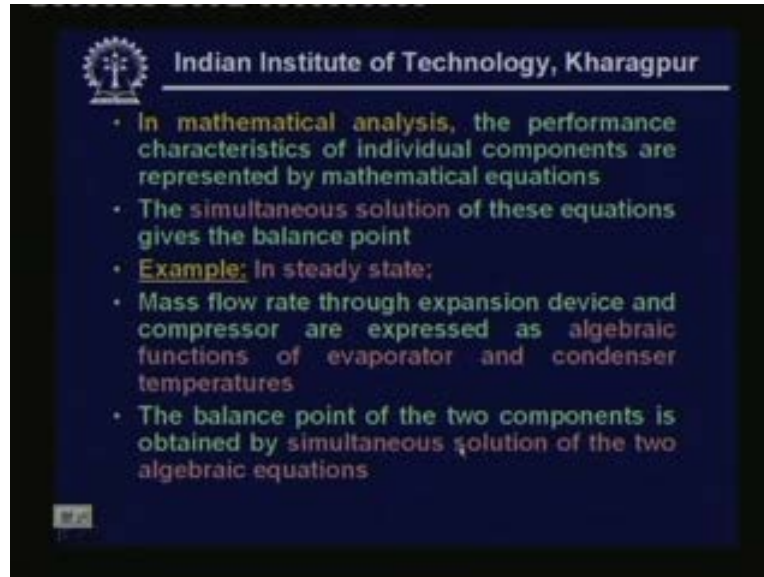 Indian Institute of Technology, Kharagpur
• In mathematical analysis, the performance
characteristics of individual components are
represented by mathematical equations
• The simultaneous solution of these equations
gives the balance point
• Example: In steady state;
• Mass flow rate through expansion device and
compressor are expressed as algebraic
functions of evaporator and condenser
temperatures
• The balance point of the two components is
obtained by simultaneous solution of the two
algebraic equations